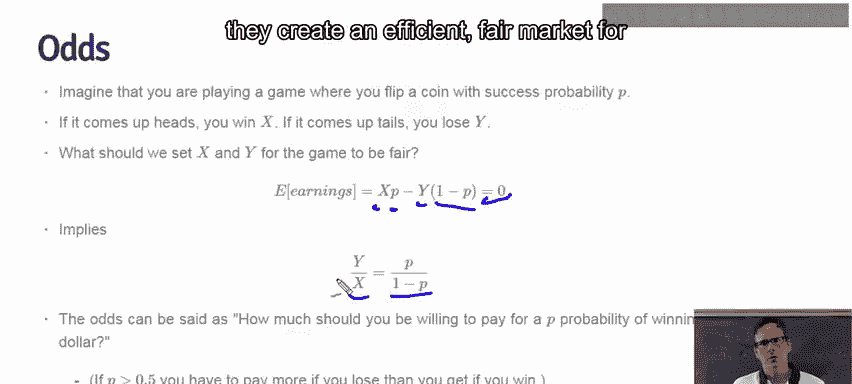 they create an efficient, fair market for
Odds
· Imagine that you are playing a game where you flip a coin with success probability p.
· If it comes up heads, you win X. If it comes up tails, you lose Y.
· What should we set X and Y for the game to be fair?
E[earnings] = Xp − Y(1 − p) = 0
· Implies
Y/X = p/(1 − p)
· The odds can be said as "How much should you be willing to pay for a p probability of winnin
dollar?"
- (If p > 0.5 you have to pay more if you lose than you get if you win.)